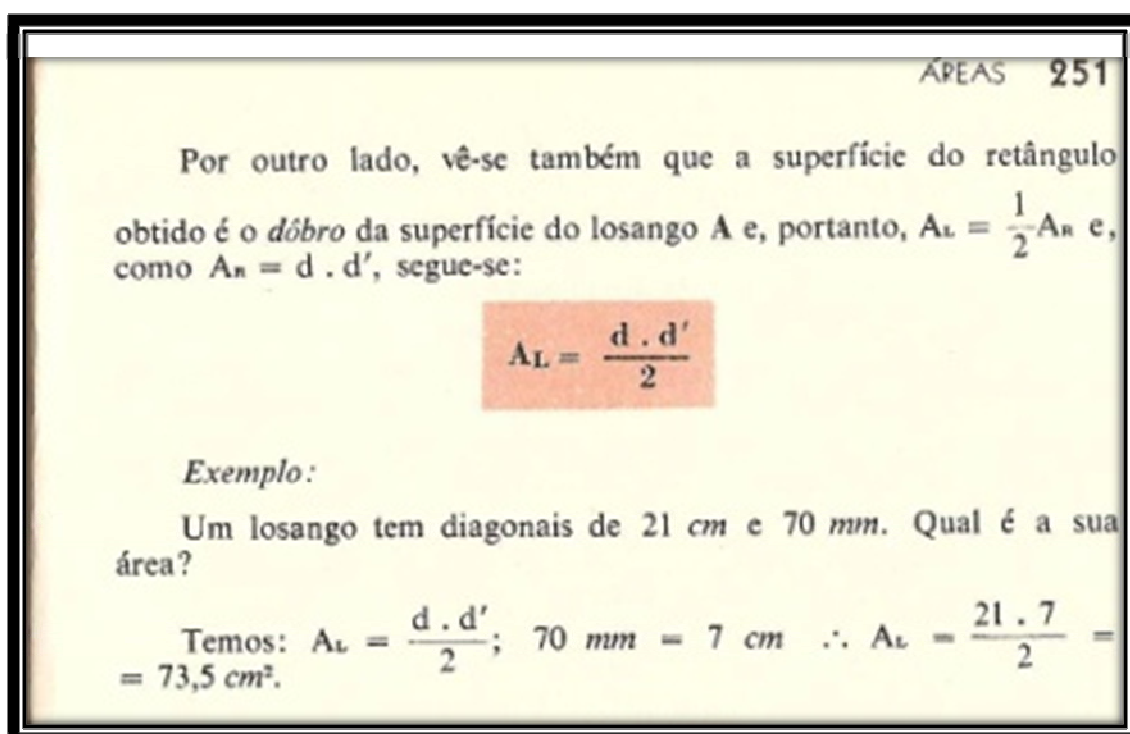 ÁREAS 251
Por outro lado, vê-se também que a superfície do retângulo
obtido é o dôbro da superfície do losango A e, portanto, AL = 1/2 AR e,
como AR = d . d′, segue-se:
AL = d . d′/2
Exemplo:
Um losango tem diagonais de 21 cm e 70 mm. Qual é a sua
área?
Temos: AL = d . d′/2; 70 mm = 7 cm ∴ AL = 21 . 7/2 =
= 73,5 cm².